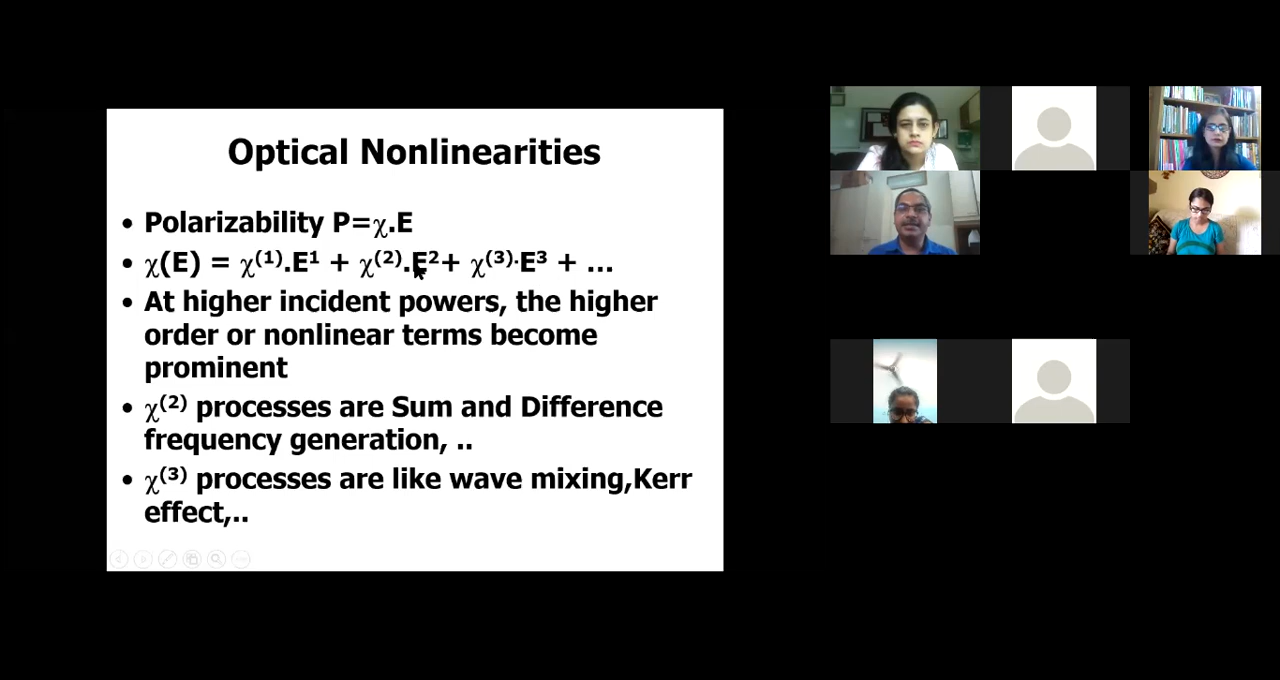 Optical Nonlinearities
• Polarizability P=χ.E
• χ(E) = χ⁽¹⁾.E¹ + χ⁽²⁾.E²+ χ⁽³⁾·E³ + ...
• At higher incident powers, the higher
order or nonlinear terms become
prominent
• χ⁽²⁾ processes are Sum and Difference
frequency generation, ..
• χ⁽³⁾ processes are like wave mixing,Kerr
effect,..